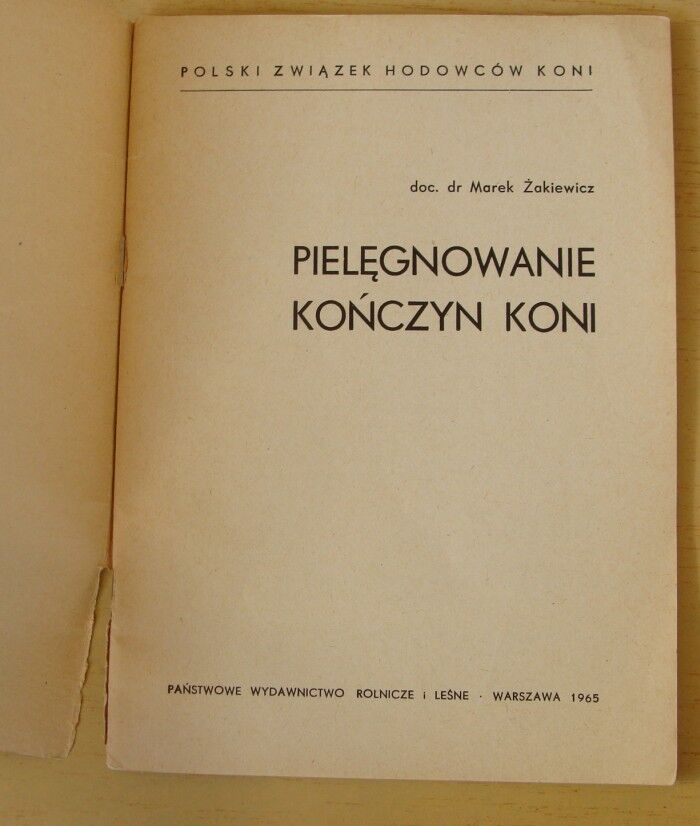 POLSKI ZWIĄZEK HODOWCÓW KONI
doc. dr Marek Żakiewicz
PIELĘGNOWANIE
KOŃCZYN KONI
PAŃSTWOWE WYDAWNICTWO ROLNICZE i LEŚNE · WARSZAWA 1965